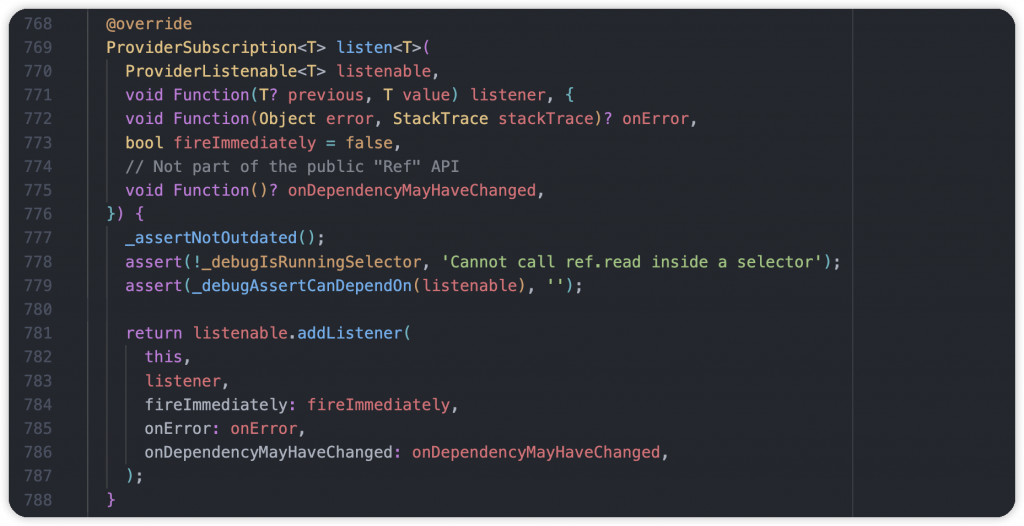 768 @override
769 ProviderSubscription<T> listen<T>(
770 ProviderListenable<T> listenable,
771 void Function(T? previous, T value) listener, {
772 void Function(Object error, StackTrace stackTrace)? onError,
773 bool fireImmediately = false,
774 // Not part of the public "Ref" API
775 void Function()? onDependencyMayHaveChanged,
776 }) {
777 _assertNotOutdated();
778 assert(!_debugIsRunningSelector, 'Cannot call ref.read inside a selector');
779 assert(_debugAssertCanDependOn(listenable), '');
780
781 return listenable.addListener(
782 this,
783 listener,
784 fireImmediately: fireImmediately,
785 onError: onError,
786 onDependencyMayHaveChanged: onDependencyMayHaveChanged,
787 );
788 }